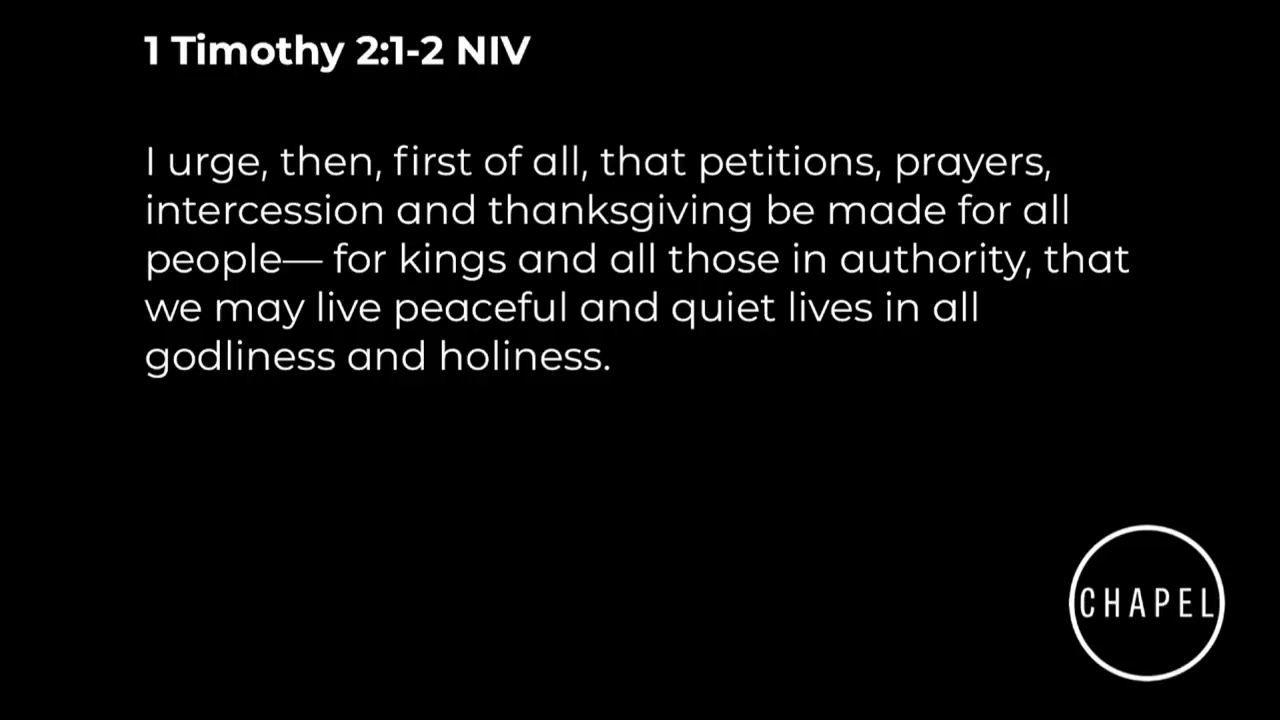 1 Timothy 2:1-2 NIV
I urge, then, first of all, that petitions, prayers,
intercession and thanksgiving be made for all
people— for kings and all those in authority, that
we may live peaceful and quiet lives in all
godliness and holiness.
CHAPEL